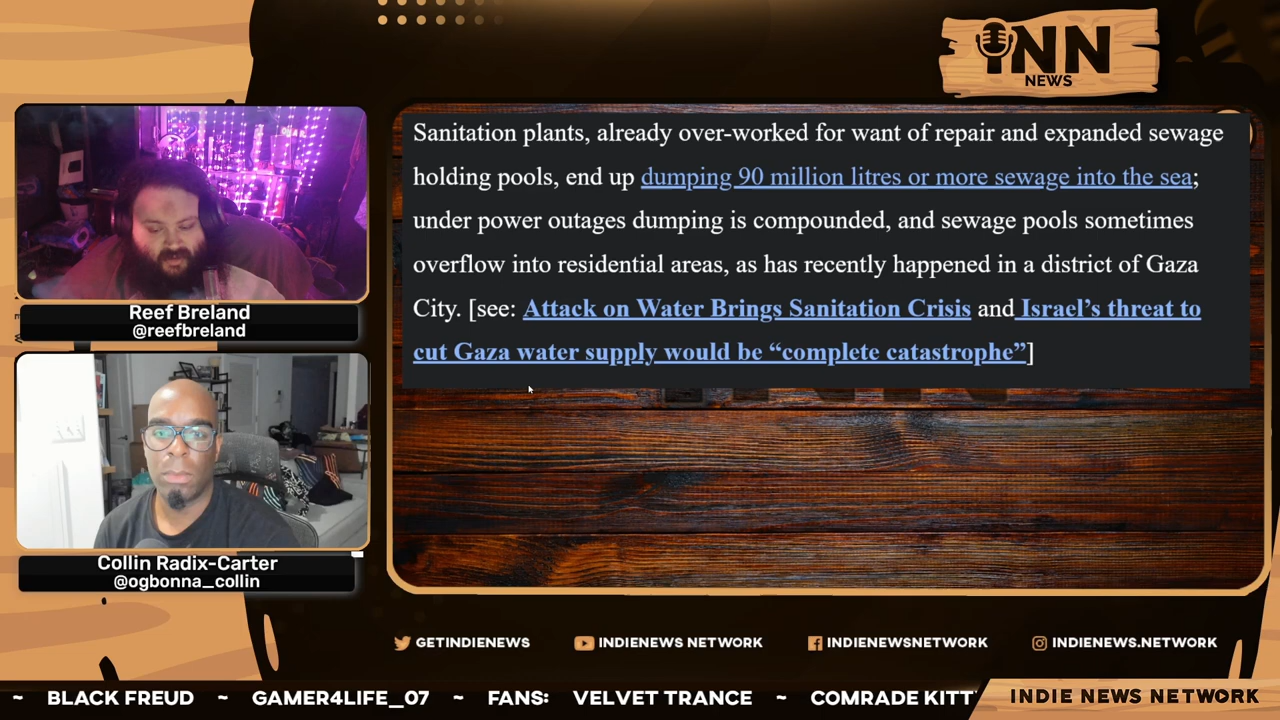 INN
NEWS
Sanitation plants, already over-worked for want of repair and expanded sewage
holding pools, end up dumping 90 million litres or more sewage into the sea;
under power outages dumping is compounded, and sewage pools sometimes
overflow into residential areas, as has recently happened in a district of Gaza
City. [see: Attack on Water Brings Sanitation Crisis and Israel’s threat to
cut Gaza water supply would be “complete catastrophe”]
Reef Breland
@reefbreland
Collin Radix-Carter
@ogbonna_collin
GETINDIENEWS
INDIENEWS NETWORK
INDIENEWSNETWORK
INDIENEWS.NETWORK
~ BLACK FREUD ~ GAMER4LIFE_07 ~ FANS: VELVET TRANCE ~ COMRADE KITT
INDIE NEWS NETWORK